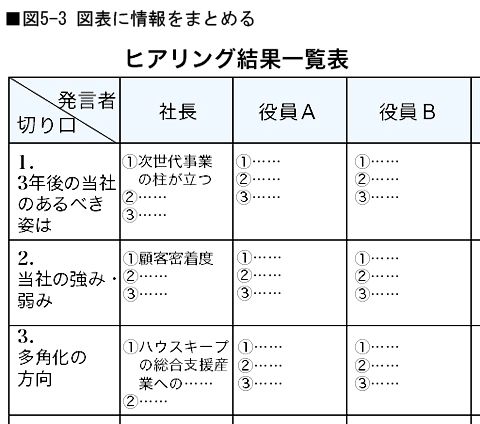 ■図5-3 図表に情報をまとめる
ヒアリング結果一覧表
発言者
切り口
社長
役員A
役員B
1.
3年後の当社
のあるべき
姿は
①次世代事業
の柱が立つ
②……
③……
①……
②……
③……
①……
②……
③……
2.
当社の強み・
弱み
①顧客密着度
②……
③……
①……
②……
③……
①……
②……
③……
3.
多角化の
方向
①ハウスキープ
の総合支援産
業への……
②……
①……
②……
③……
①……
②……
③……